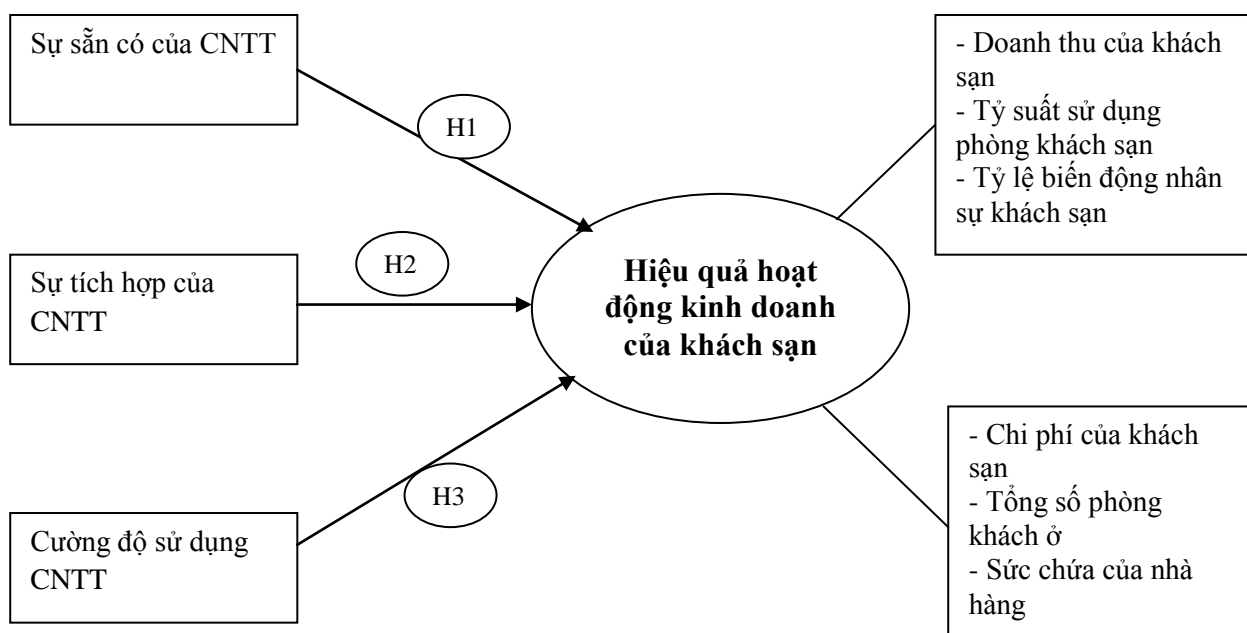 Sự sẵn có của CNTT
H1
Sự tích hợp của
CNTT
H2
Cường độ sử dụng
CNTT
H3
Hiệu quả hoạt
động kinh doanh
của khách sạn
- Doanh thu của khách
sạn
- Tỷ suất sử dụng
phòng khách sạn
- Tỷ lệ biến động nhân
sự khách sạn
- Chi phí của khách
sạn
- Tổng số phòng
khách ở
- Sức chứa của nhà
hàng